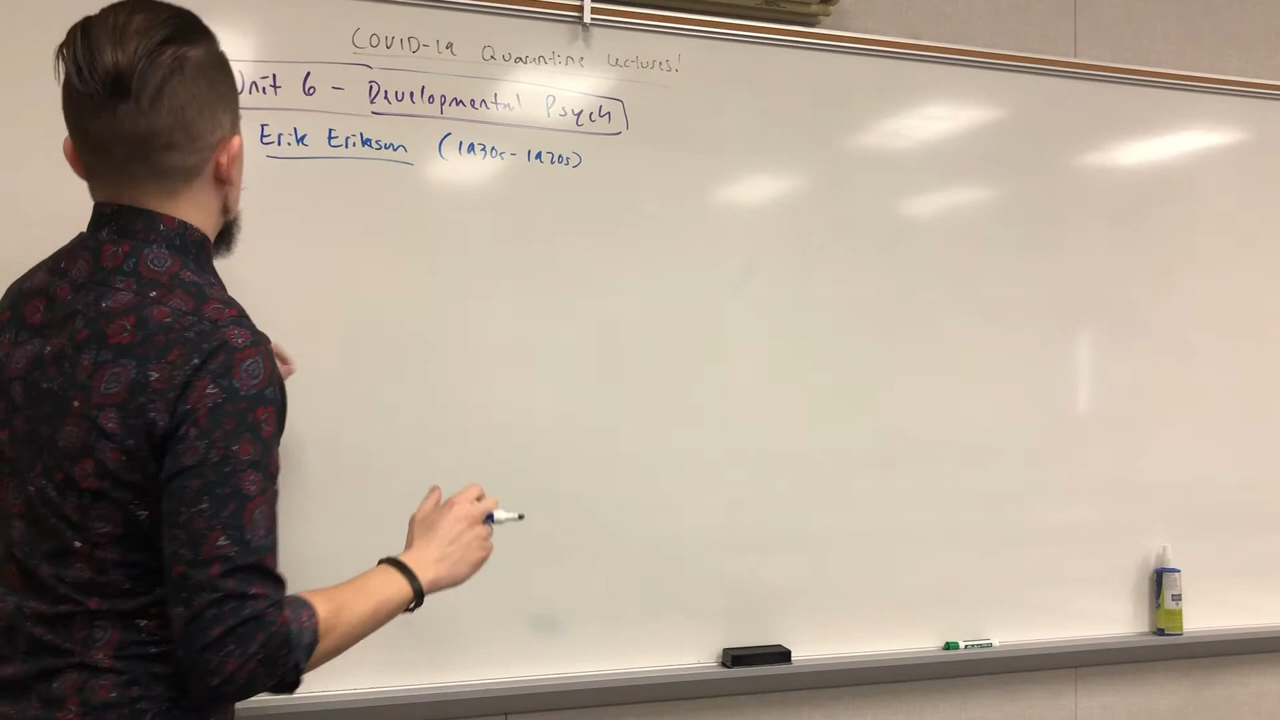 COVID-19 Quarantine Lectures!
Unit 6 - Developmental Psych
Erik Erikson (1930s-1970s)